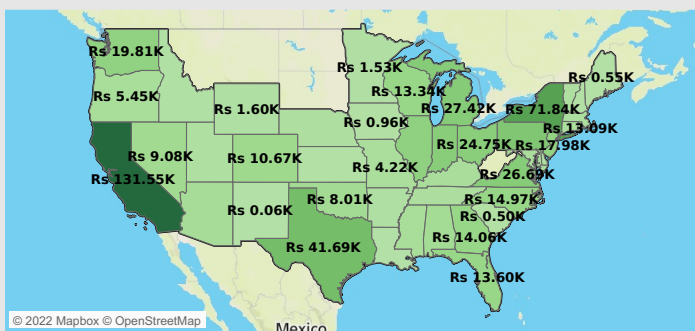 Rs 19.81K
Rs 1.53K
Rs 0.55K
Rs 5.45K
Rs 1.60K
Rs 13.34K
Rs 27.42K
Rs 71.84K
Rs 0.96K
Rs 13.09K
Rs 9.08K
Rs 10.67K
Rs 4.22K
Rs 24.75K
Rs 17.98K
Rs 131.55K
Rs 26.69K
Rs 0.06K
Rs 8.01K
Rs 14.97K
Rs 0.50K
Rs 41.69K
Rs 14.06K
Rs 13.60K
© 2022 Mapbox © OpenStreetMap
Mexico